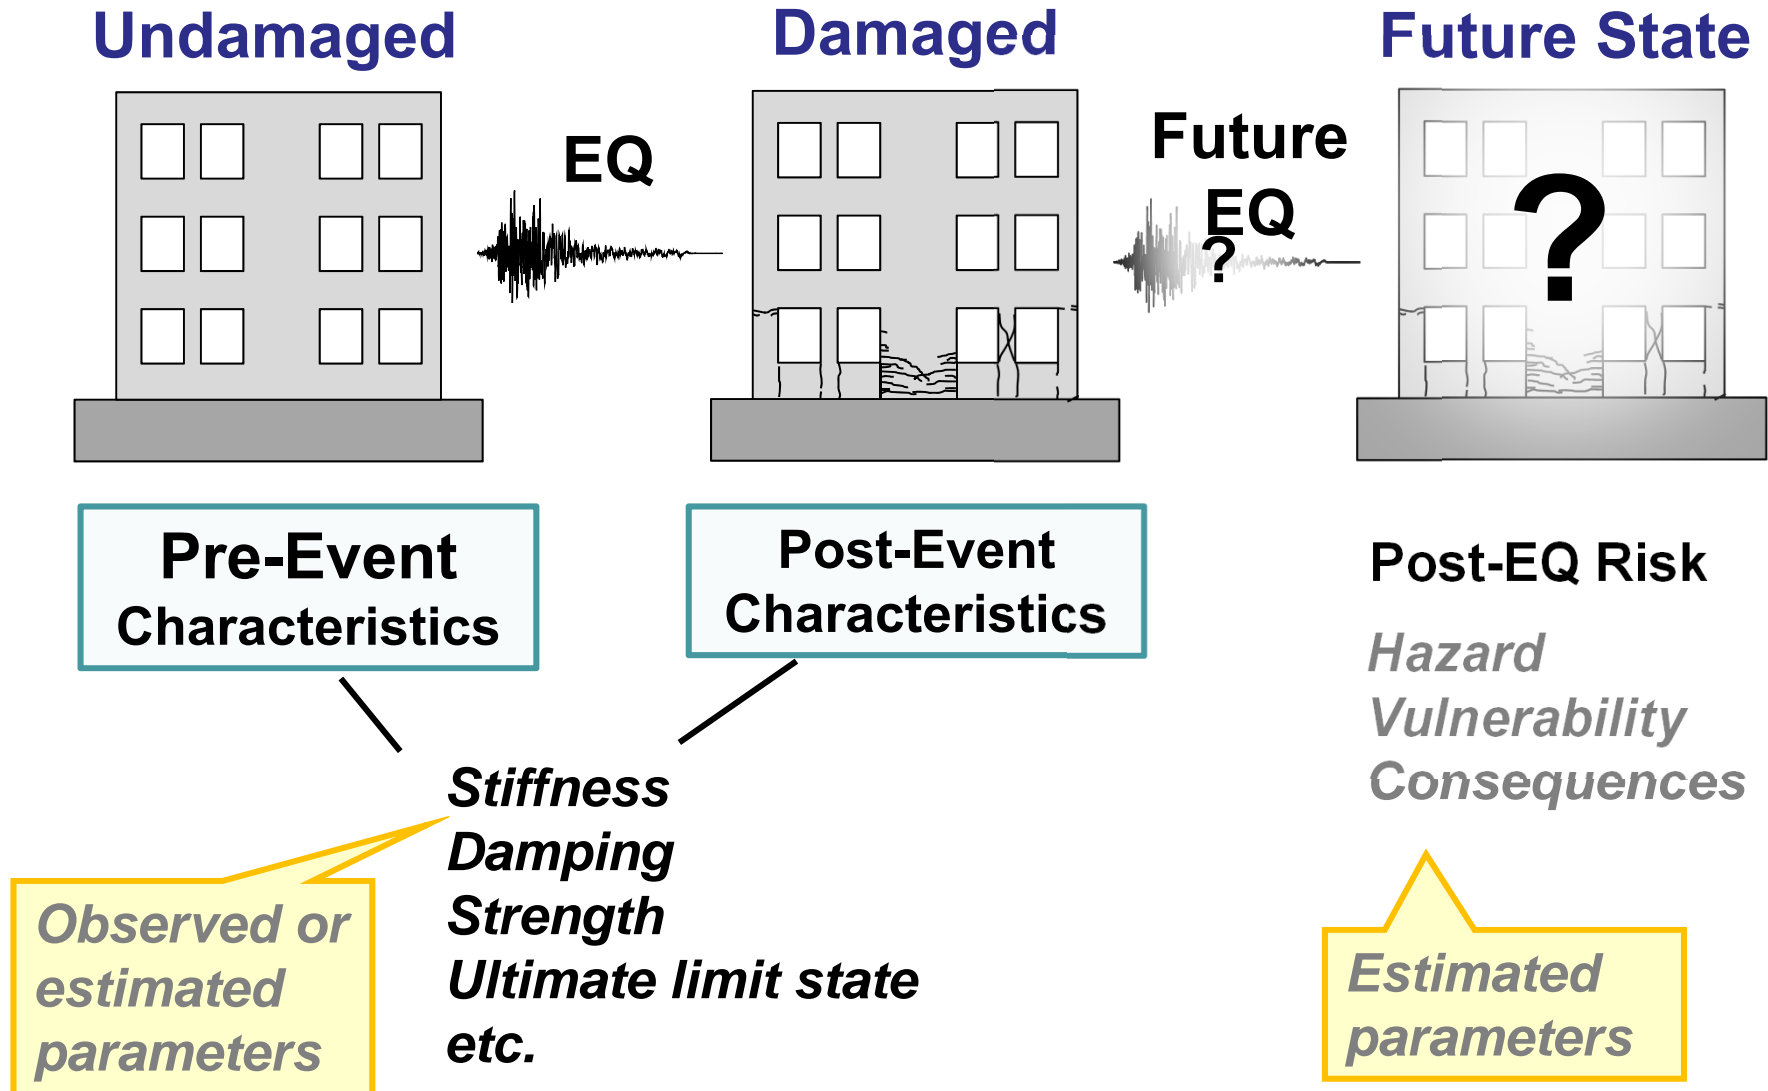 Undamaged
Damaged
Future State
EQ
Future
EQ
?
?
Pre-Event
Characteristics
Post-Event
Characteristics
Post-EQ Risk
Hazard
Vulnerability
Consequences
Stiffness
Damping
Strength
Ultimate limit state
etc.
Observed or
estimated
parameters
Estimated
parameters